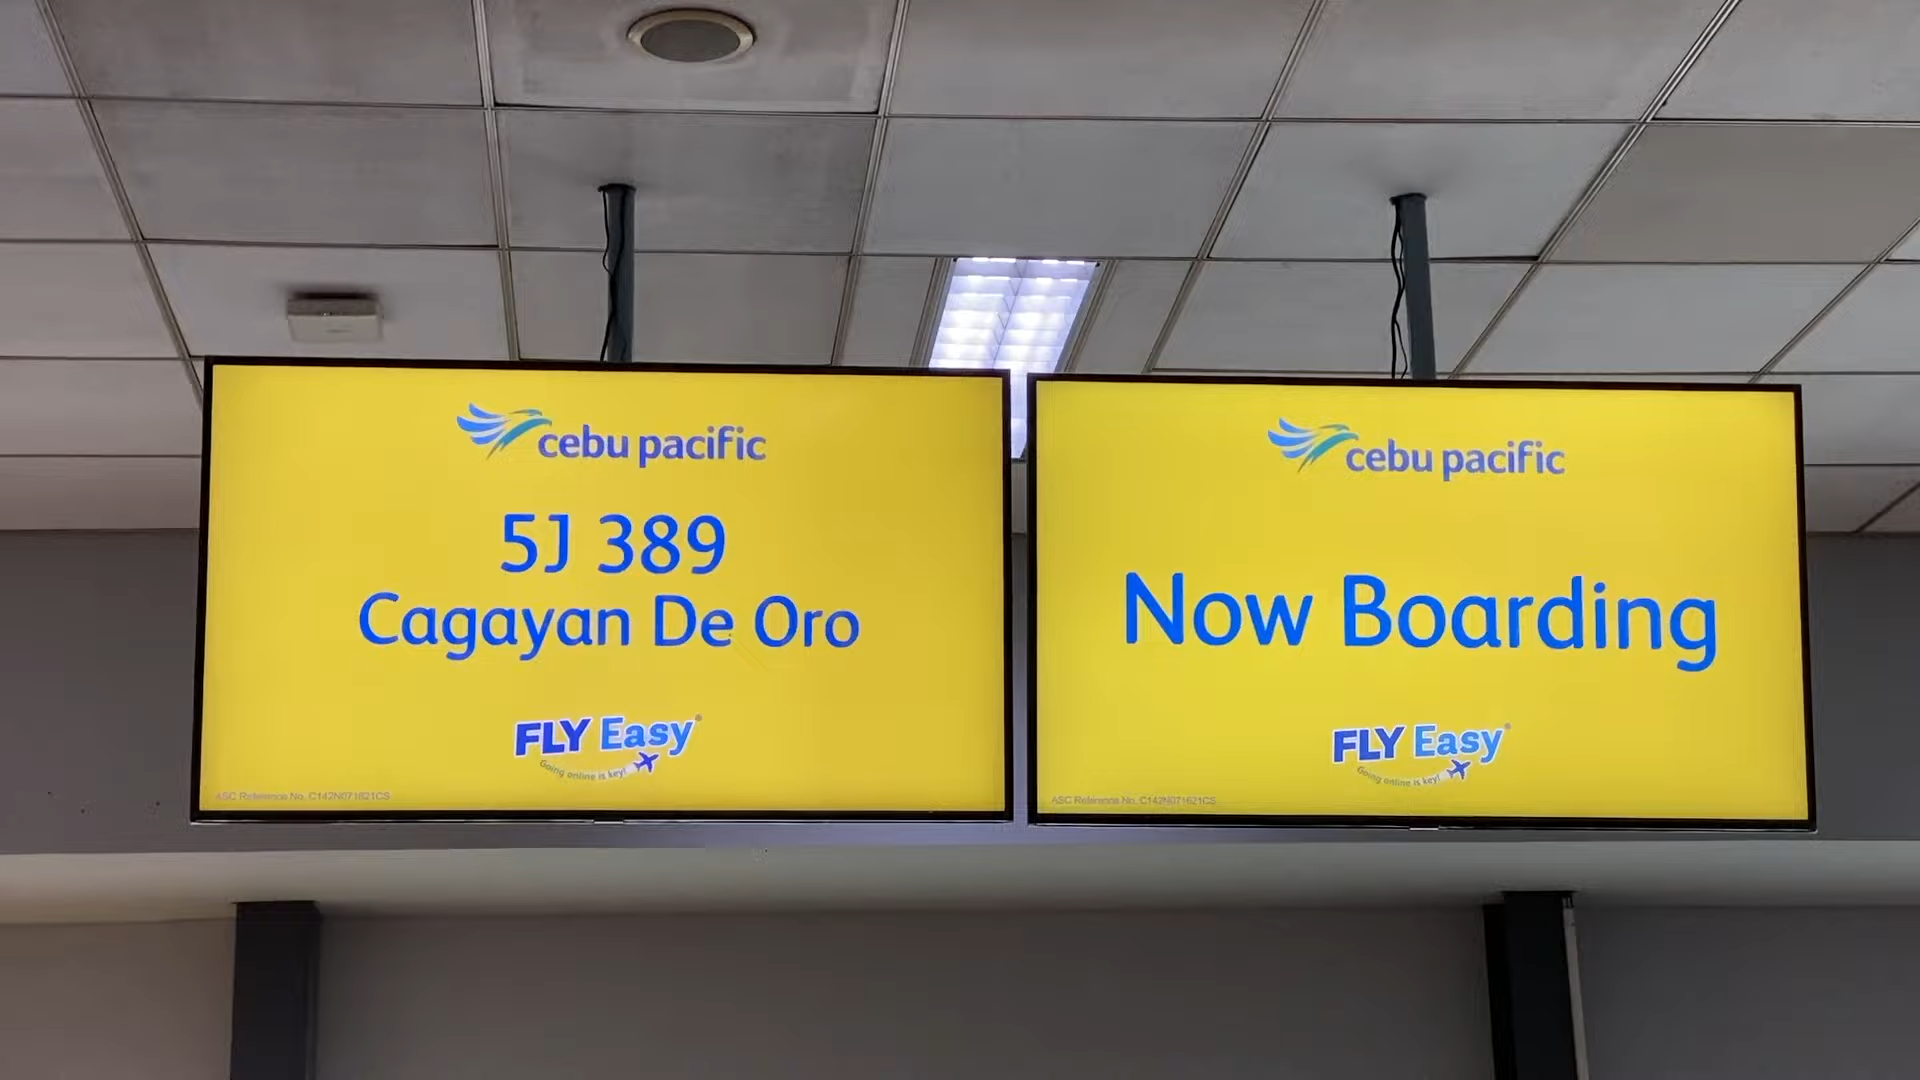 cebu pacific
5J 389
Cagayan De Oro
FLY Easy
Going online is key!
ASC Reference No. C142N071621CS
cebu pacific
Now Boarding
FLY Easy
Going online is key!
ASC Reference No. C142N071621CS